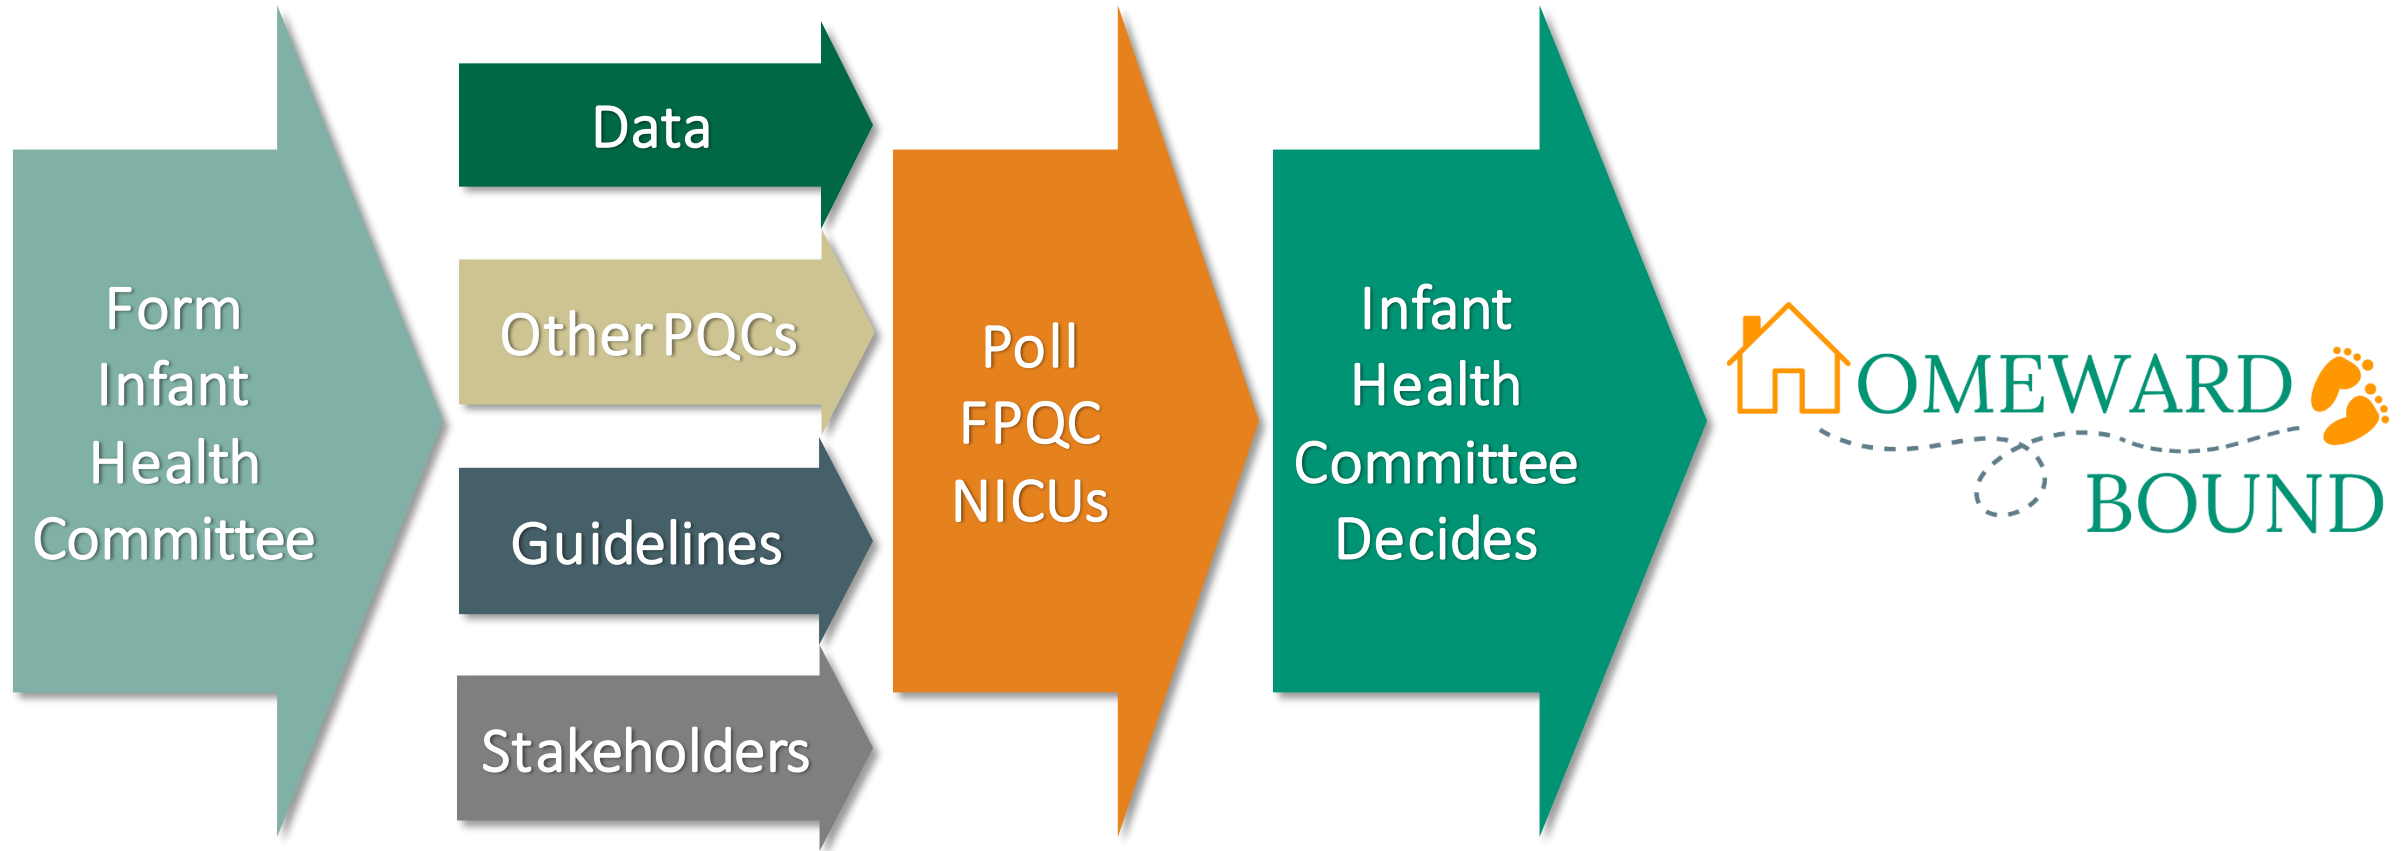 Form
Infant
Health
Committee
Data
Other PQCs
Guidelines
Stakeholders
Poll
FPQC
NICUs
Infant
Health
Committee
Decides
OMEWARD
BOUND